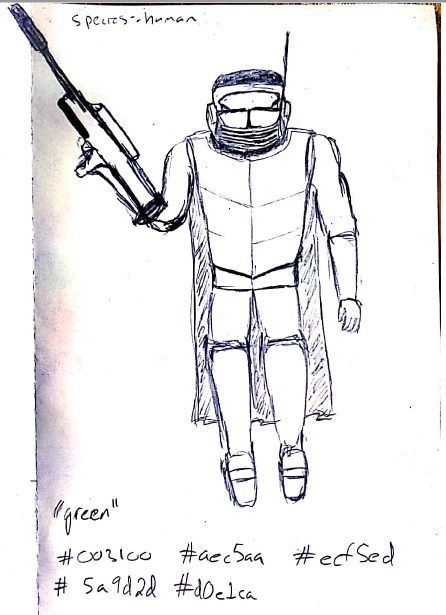 species-human
"green"
#003100 #aec5aa #ecf5ed
# 5a9d2d #d0e1ca